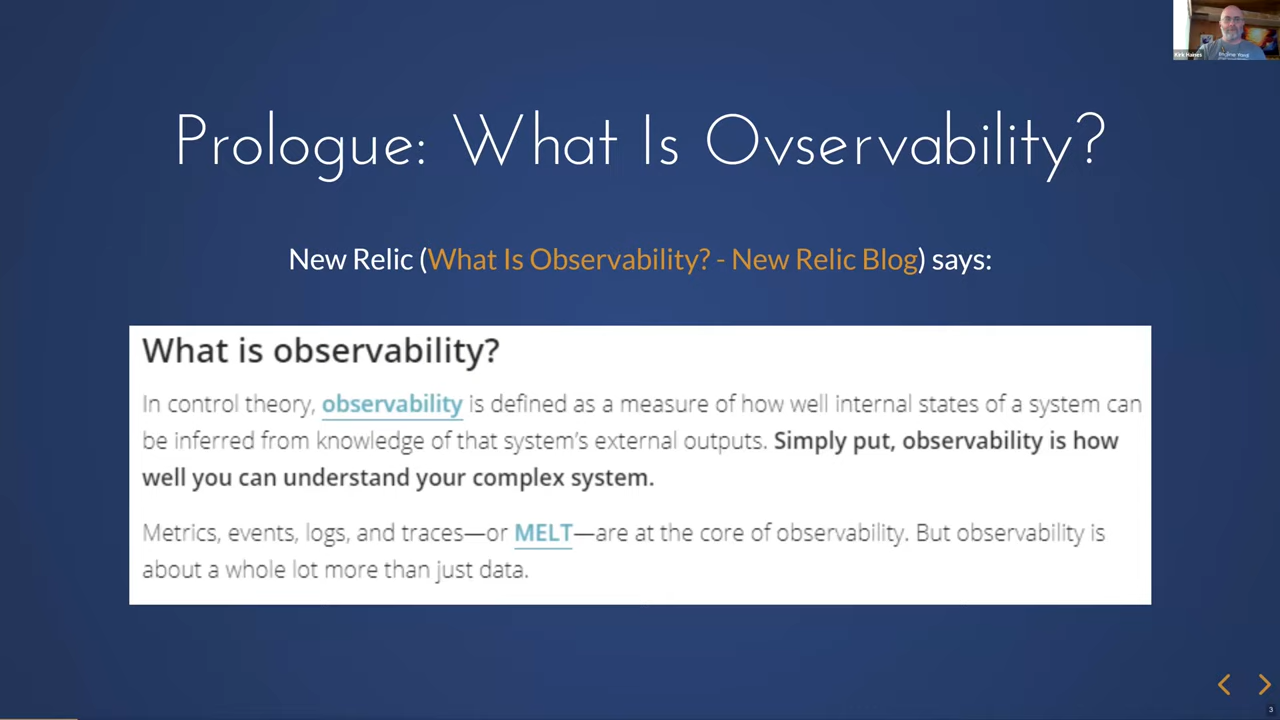 Prologue: What Is Ovservability?
New Relic (What Is Observability? - New Relic Blog) says:
What is observability?
In control theory, observability is defined as a measure of how well internal states of a system can
be inferred from knowledge of that system's external outputs. Simply put, observability is how
well you can understand your complex system.
Metrics, events, logs, and traces—or MELT—are at the core of observability. But observability is
about a whole lot more than just data.
Kirk Haines
3